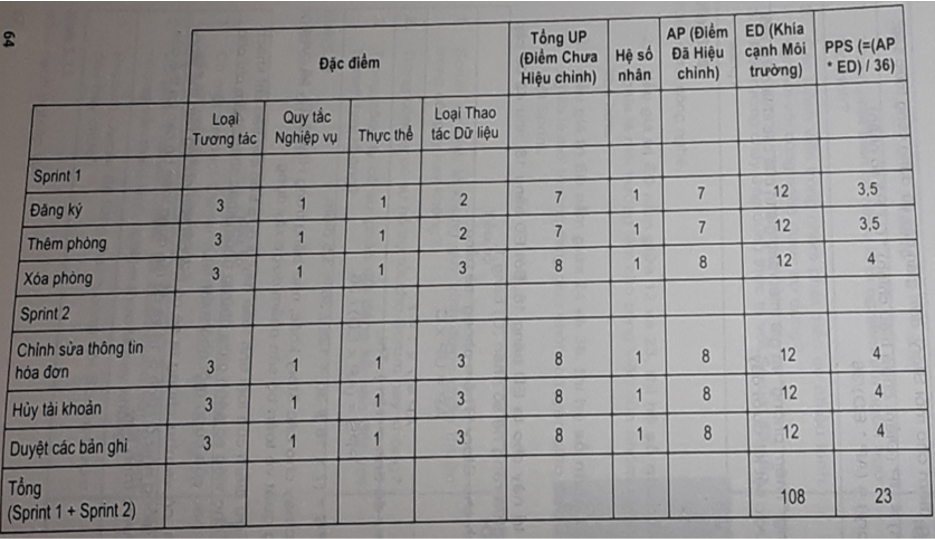 64
Đặc điểm
Tổng UP
(Điểm Chưa
Hiệu chỉnh)
Hệ số
nhân
AP (Điểm
Đã Hiệu
chỉnh)
ED (Khía
cạnh Môi
trường)
PPS (=(AP
* ED) / 36)
Loại
Tương tác
Quy tắc
Nghiệp vụ
Thực thể
Loại Thao
tác Dữ liệu
Sprint 1
Đăng ký 3 1 1 2 7 1 7 12 3,5
Thêm phòng 3 1 1 2 7 1 7 12 3,5
Xóa phòng 3 1 1 3 8 1 8 12 4
Sprint 2
Chỉnh sửa thông tin
hóa đơn 3 1 1 3 8 1 8 12 4
Hủy tài khoản 3 1 1 3 8 1 8 12 4
Duyệt các bản ghi 3 1 1 3 8 1 8 12 4
Tổng
(Sprint 1 + Sprint 2) 108 23